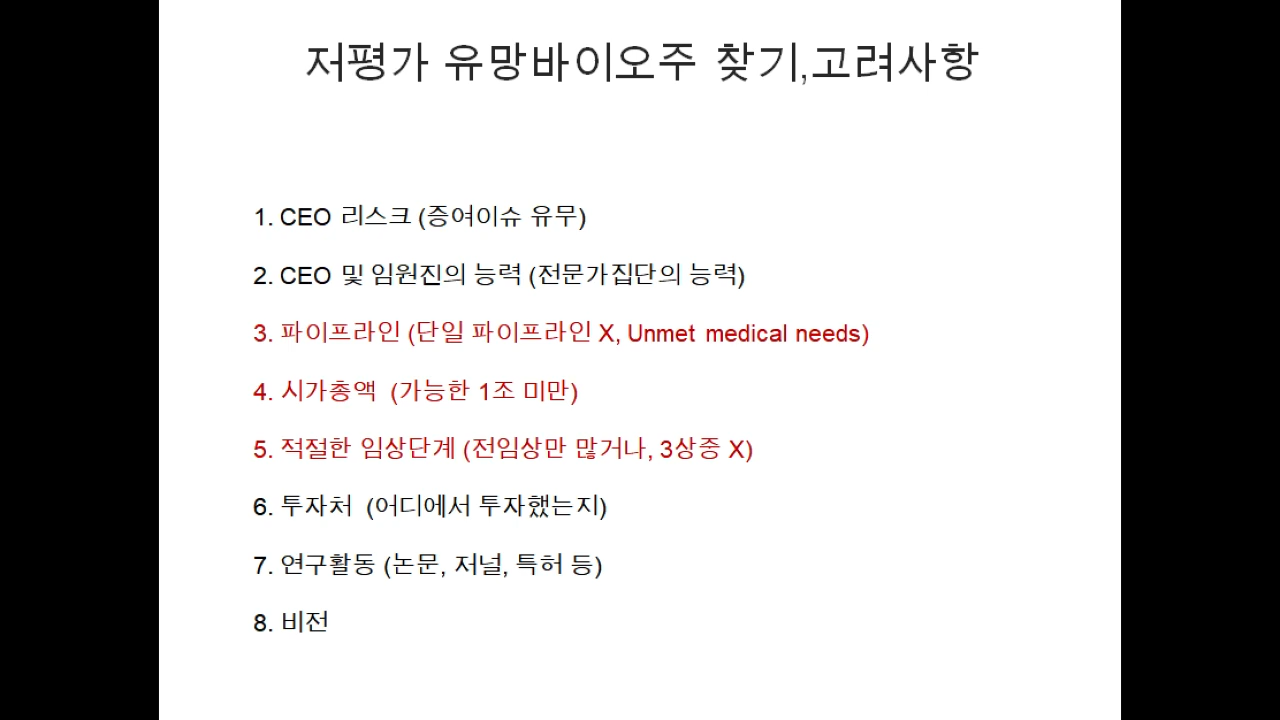 저평가 유망바이오주 찾기,고려사항
1. CEO 리스크 (증여이슈 유무)
2. CEO 및 임원진의 능력 (전문가집단의 능력)
3. 파이프라인 (단일 파이프라인 X, Unmet medical needs)
4. 시가총액 (가능한 1조 미만)
5. 적절한 임상단계 (전임상만 많거나, 3상중 X)
6. 투자처 (어디에서 투자했는지)
7. 연구활동 (논문, 저널, 특허 등)
8. 비전